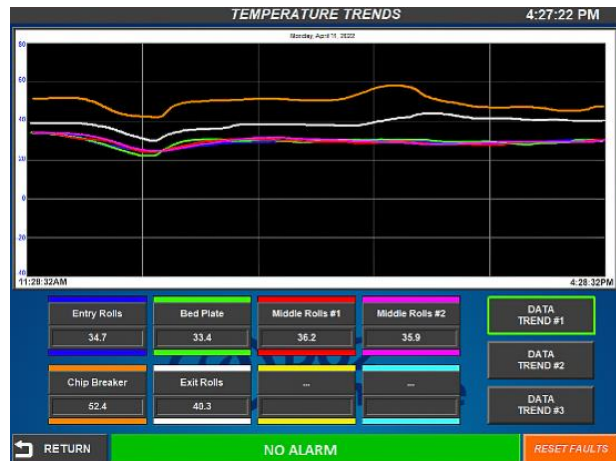 TEMPERATURE TRENDS 4:27:22 PM
Monday, April 11, 2022
80
60
40
20
0
20
40
11:29:32AM 4:28:32PM
Entry Rolls Bed Plate Middle Rolls #1 Middle Rolls #2 DATA TREND #1
34.7 33.4 36.2 35.9
DATA TREND #2
Chip Breaker Exit Rolls ... ...
52.4 40.3 DATA TREND #3
RETURN NO ALARM RESET FAULTS